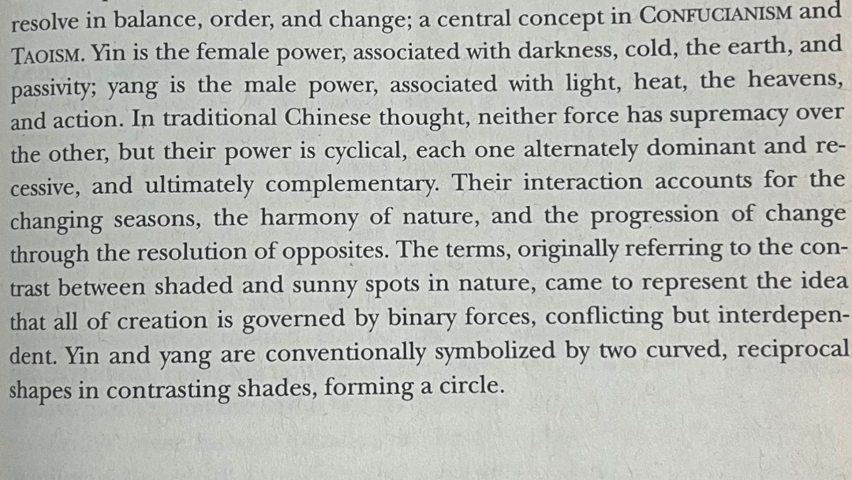 resolve in balance, order, and change; a central concept in CONFUCIANISM and
TAOISM. Yin is the female power, associated with darkness, cold, the earth, and
passivity; yang is the male power, associated with light, heat, the heavens,
and action. In traditional Chinese thought, neither force has supremacy over
the other, but their power is cyclical, each one alternately dominant and re-
cessive, and ultimately complementary. Their interaction accounts for the
changing seasons, the harmony of nature, and the progression of change
through the resolution of opposites. The terms, originally referring to the con-
trast between shaded and sunny spots in nature, came to represent the idea
that all of creation is governed by binary forces, conflicting but interdepen-
dent. Yin and yang are conventionally symbolized by two curved, reciprocal
shapes in contrasting shades, forming a circle.